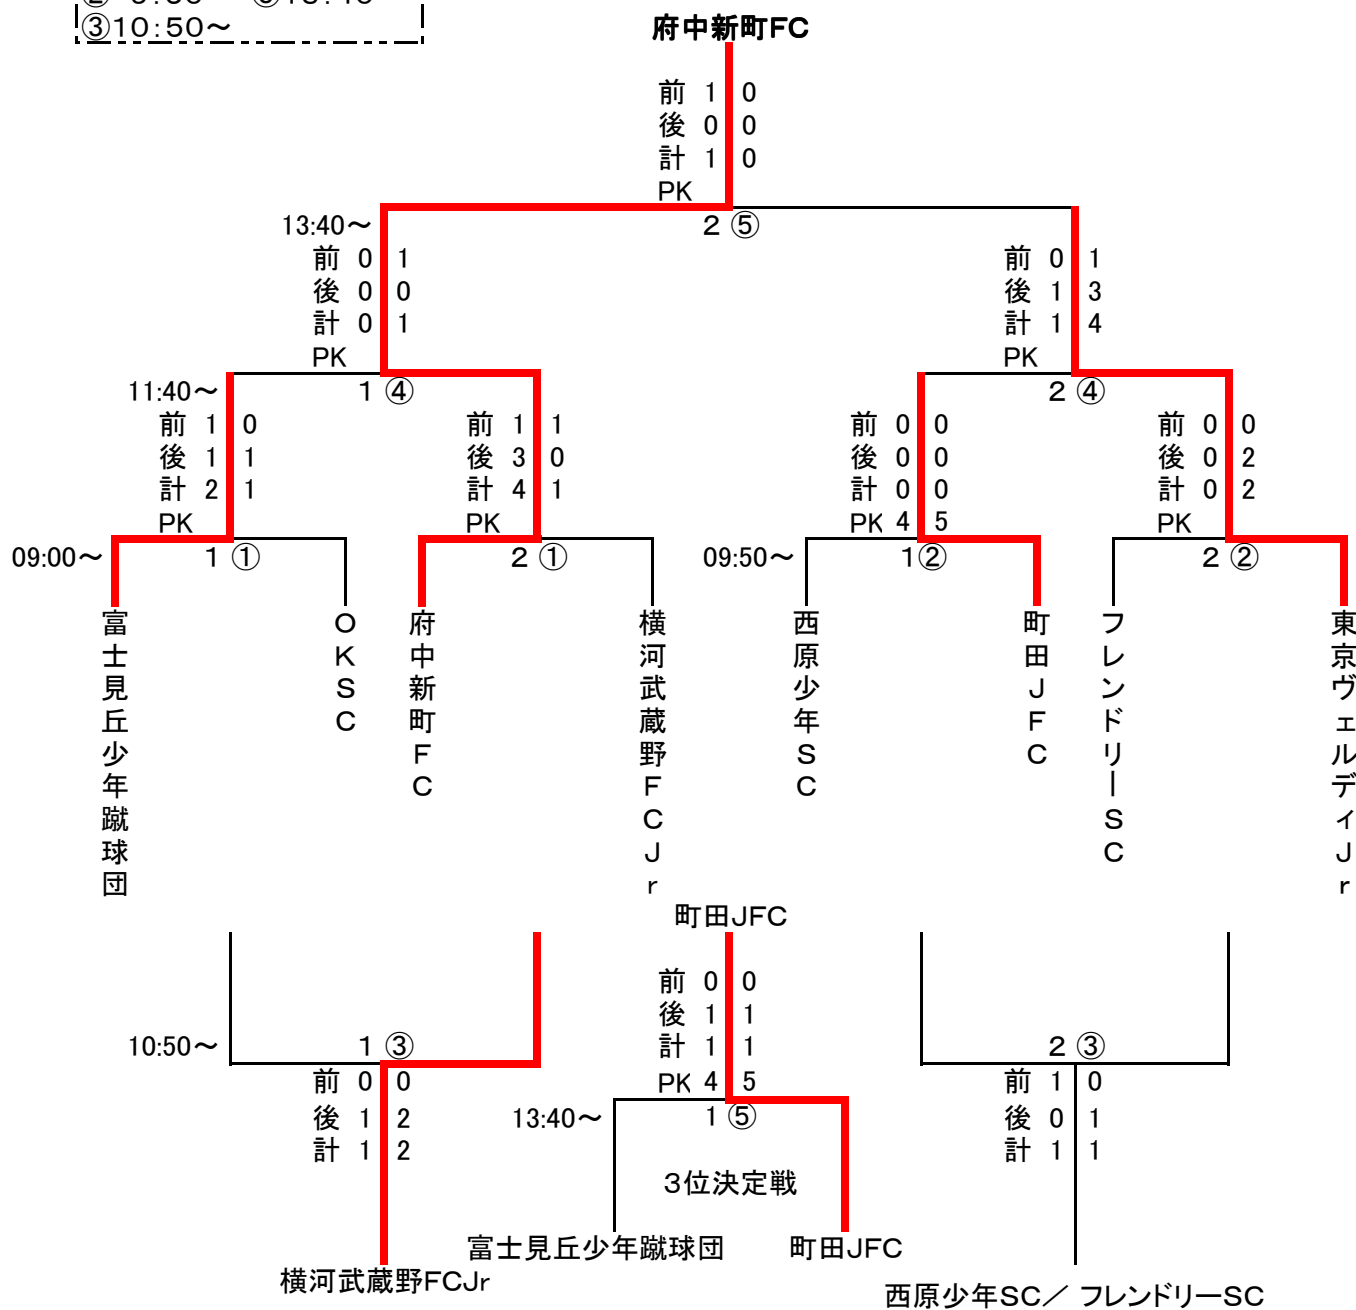 ③10:50～
府中新町FC
前 1 0
後 0 0
計 1 0
PK
13:40～
2 ⑤
前 0 1
後 0 0
計 0 1
PK
前 0 1
後 1 3
計 1 4
PK
11:40～
1 ④
2 ④
前 1 0
後 1 1
計 2 1
PK
前 1 1
後 3 0
計 4 1
PK
前 0 0
後 0 0
計 0 0
PK 4 5
前 0 0
後 0 2
計 0 2
PK
09:00～
1 ①
2 ①
09:50～
1②
2 ②
富士見丘少年蹴球団
OKSC
府中新町FC
横河武蔵野FCJr
西原少年SC
町田JFC
フレンドリーSC
東京ヴェルディJr
町田JFC
前 0 0
後 1 1
計 1 1
PK 4 5
10:50～
1 ③
前 0 0
後 1 2
計 1 2
13:40～
1 ⑤
3位決定戦
2 ③
前 1 0
後 0 1
計 1 1
富士見丘少年蹴球団
町田JFC
横河武蔵野FCJr
西原少年SC／ フレンドリーSC